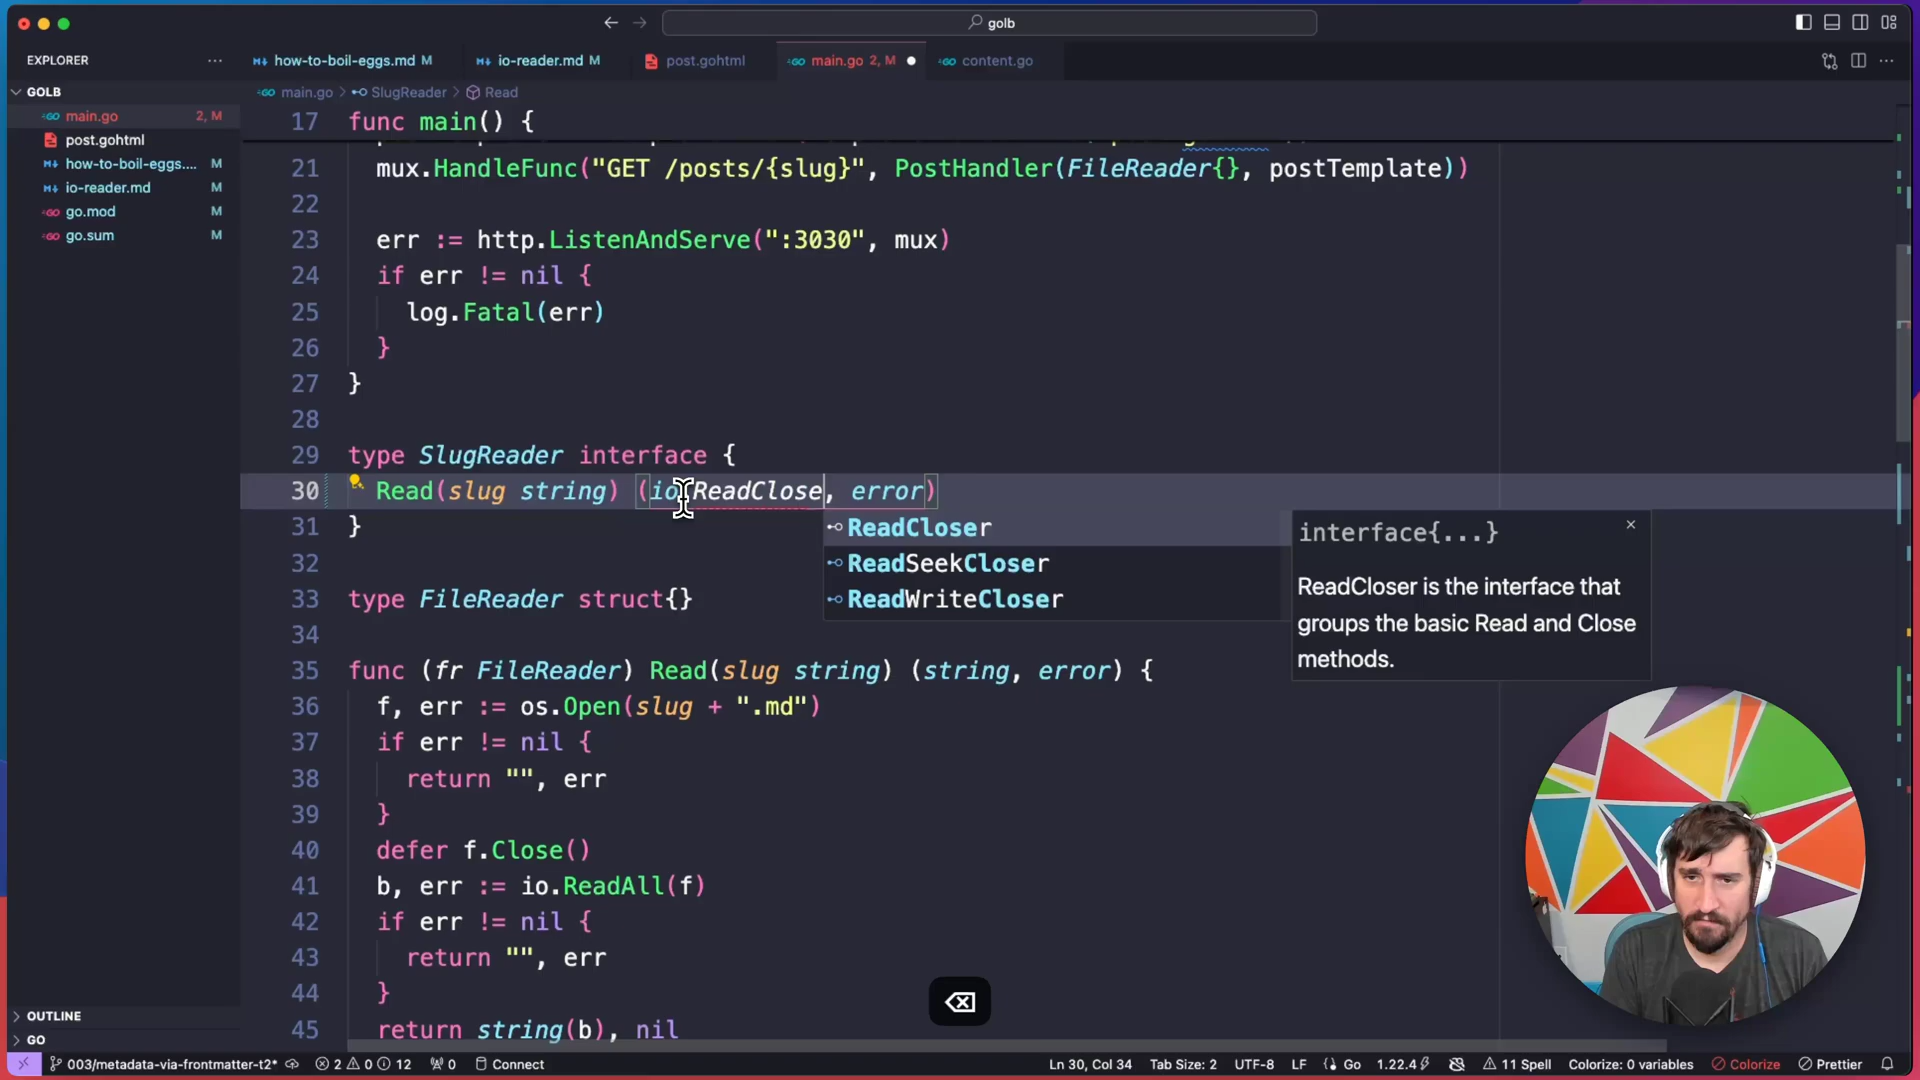 golb
EXPLORER ...
how-to-boil-eggs.md M
io-reader.md M
post.gohtml
main.go 2, M
content.go
GOLB
main.go > SlugReader > Read
main.go 2, M
post.gohtml
how-to-boil-eggs.... M
io-reader.md M
go.mod M
go.sum M
17 func main() {
21 mux.HandleFunc("GET /posts/{slug}", PostHandler(FileReader{}, postTemplate))
22
23 err := http.ListenAndServe(":3030", mux)
24 if err != nil {
25 log.Fatal(err)
26 }
27 }
28
29 type SlugReader interface {
30 Read(slug string) (io.ReadClose, error)
31 }
ReadCloser
ReadSeekCloser
ReadWriteCloser
interface{...}
ReadCloser is the interface that
groups the basic Read and Close
methods.
32
33 type FileReader struct{}
34
35 func (fr FileReader) Read(slug string) (string, error) {
36 f, err := os.Open(slug + ".md")
37 if err != nil {
38 return "", err
39 }
40 defer f.Close()
41 b, err := io.ReadAll(f)
42 if err != nil {
43 return "", err
44 }
45 return string(b), nil
OUTLINE
GO
003/metadata-via-frontmatter-t2* 2 0 12 0 Connect
Ln 30, Col 34 Tab Size: 2 UTF-8 LF Go 1.22.4 11 Spell Colorize: 0 variables Colorize Prettier